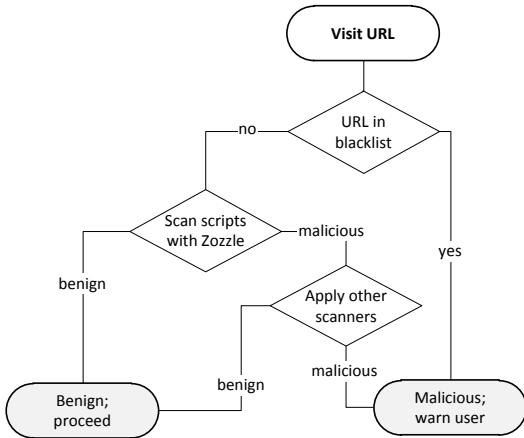 Visit URL
URL in
blacklist
no
Scan scripts
with Zozzle
malicious
yes
benign
Apply other
scanners
malicious
benign
Benign;
proceed
Malicious;
warn user